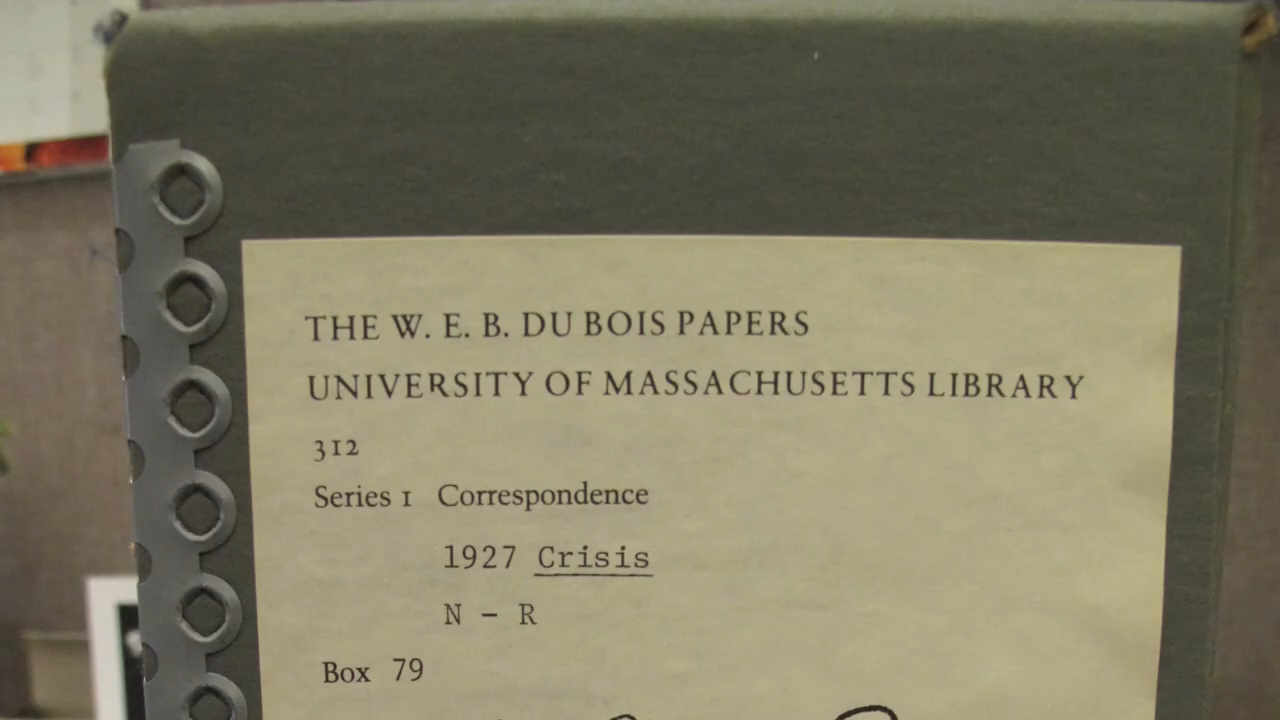 THE W. E. B. DU BOIS PAPERS
UNIVERSITY OF MASSACHUSETTS LIBRARY
312
Series 1 Correspondence
1927 Crisis
N - R
Box 79